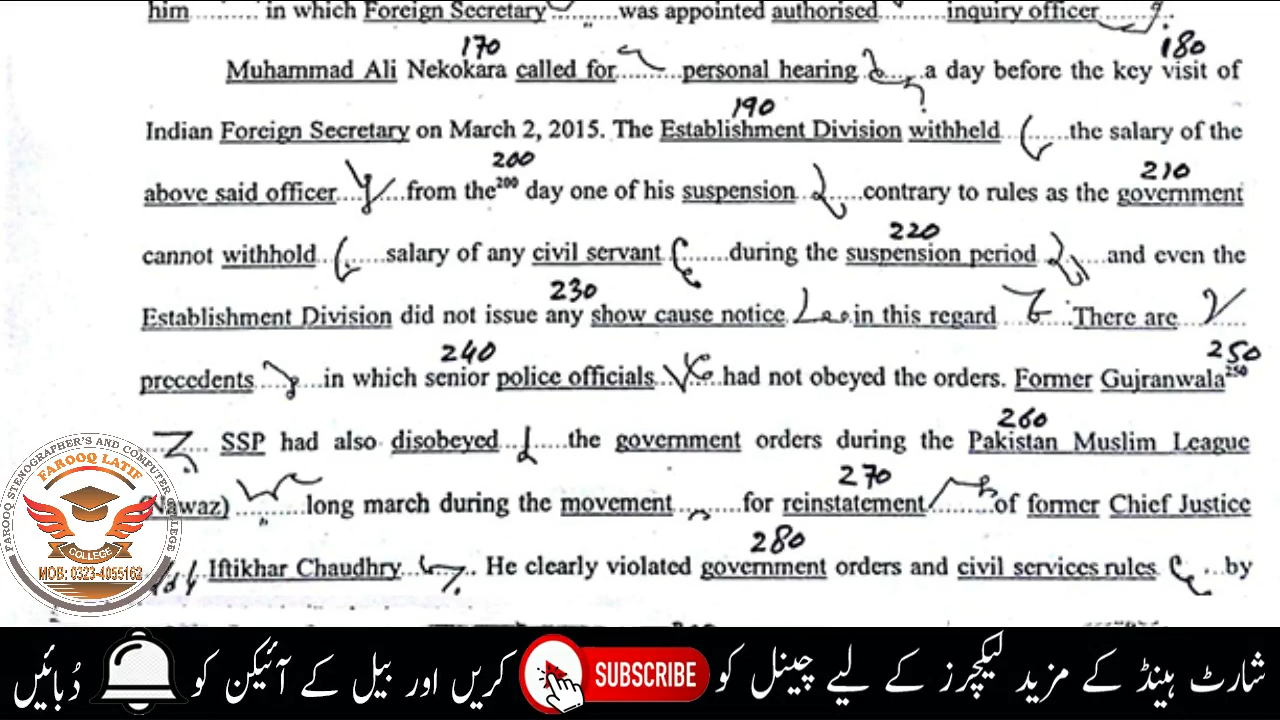 him.......... in which Foreign Secretary ....... was appointed authorised ....... inquiry officer........
170 180
Muhammad Ali Nekokara called for.......... personal hearing ....... a day before the key visit of
190
Indian Foreign Secretary on March 2, 2015. The Establishment Division withheld .......the salary of the
200 210
above said officer....... from the200 day one of his suspension .......contrary to rules as the government
220
cannot withhold ....... salary of any civil servant .......during the suspension period ....... and even the
230
Establishment Division did not issue any show cause notice .......in this regard ....... There are .......
240 250
precedents .......in which senior police officials....... had not obeyed the orders. Former Gujranwala250
260
....... SSP had also disobeyed.......the government orders during the Pakistan Muslim League
270
(Nawaz) .......long march during the movement.......for reinstatement.......of former Chief Justice
280
Iftikhar Chaudhry ....... He clearly violated government orders and civil services rules .......by
FAROOQ STENOGRAPHER'S AND COMPUTER COLLEGE
FAROOQ LATIF
COLLEGE
MOB: 0323-4055162
شارٹ ہینڈ کے مزید لیکچرز کے لیے چینل کو SUBSCRIBE کریں اور بیل کے آئیکن کو دُبائیں